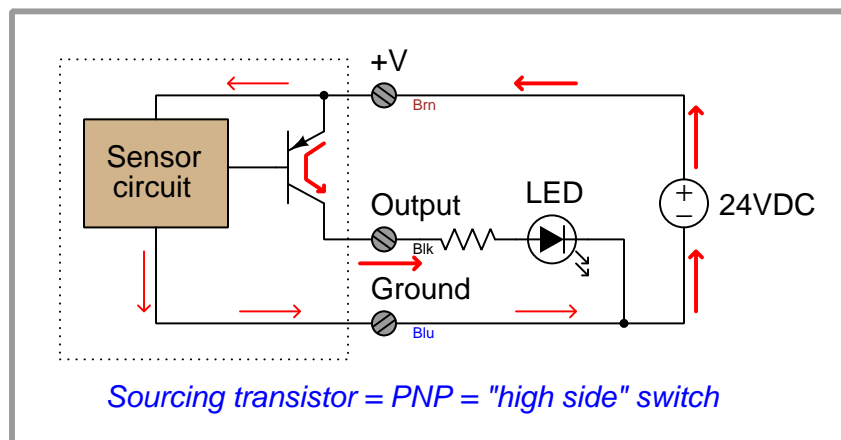 +V
Brn
Sensor
circuit
Output
LED
+
−
24VDC
Blk
Ground
Blu
Sourcing transistor = PNP = "high side" switch